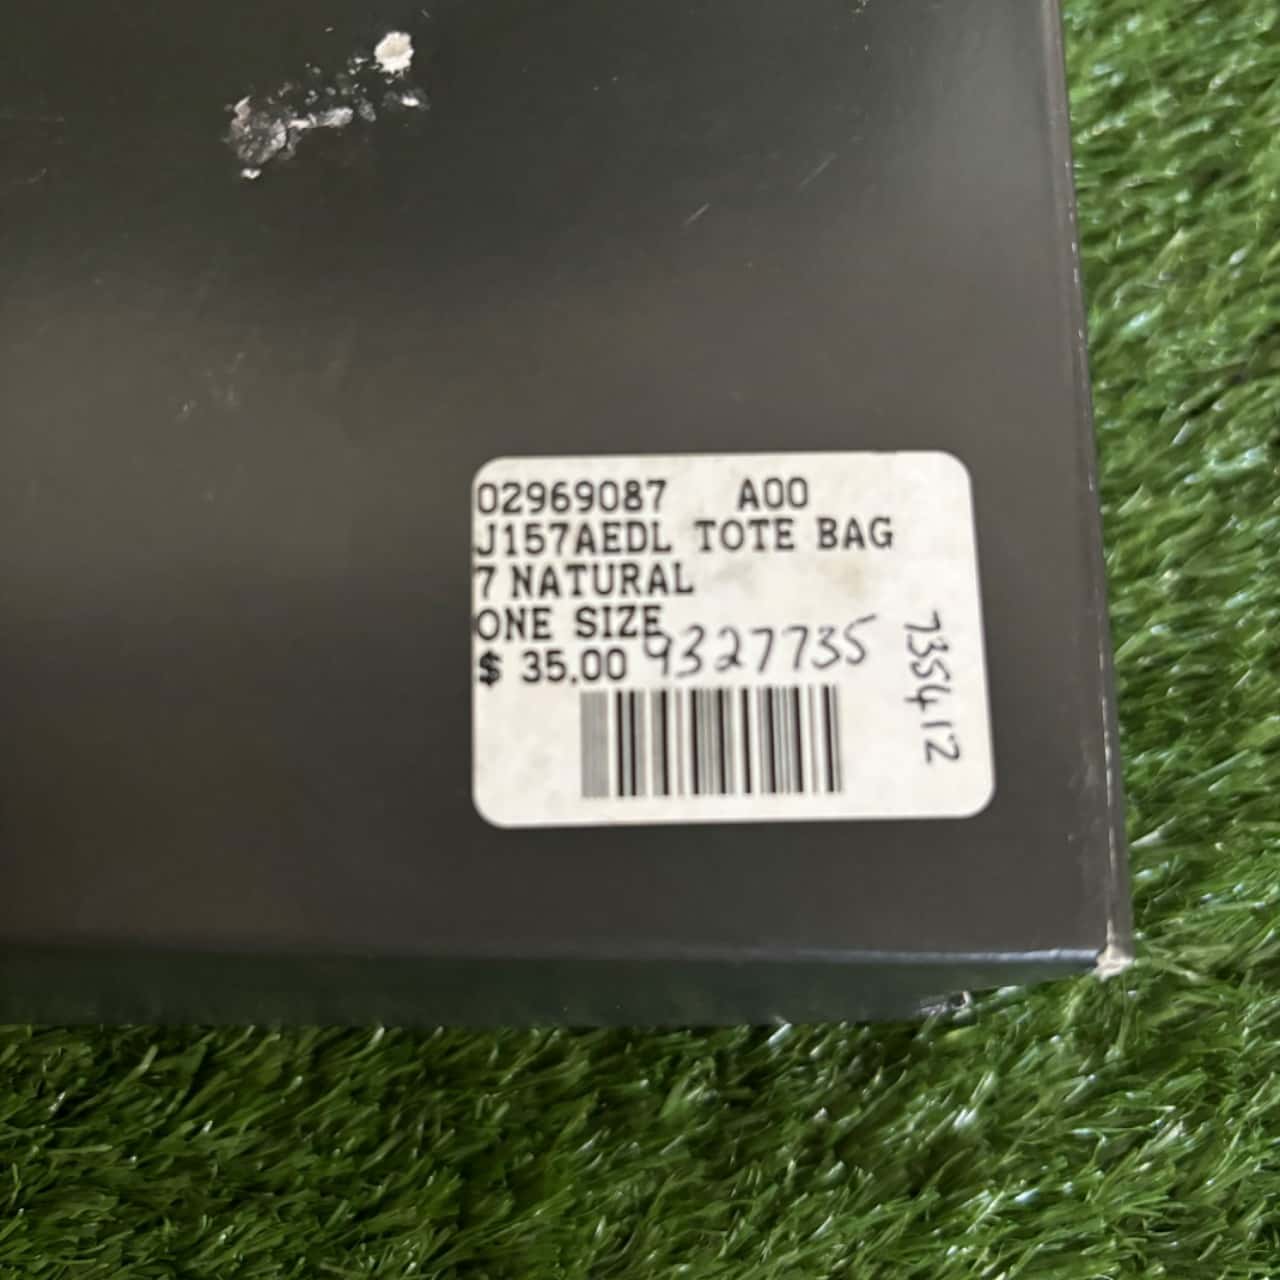 02969087 A00
J157AEDL TOTE BAG
7 NATURAL
ONE SIZE
$ 35.00 9327735
735412